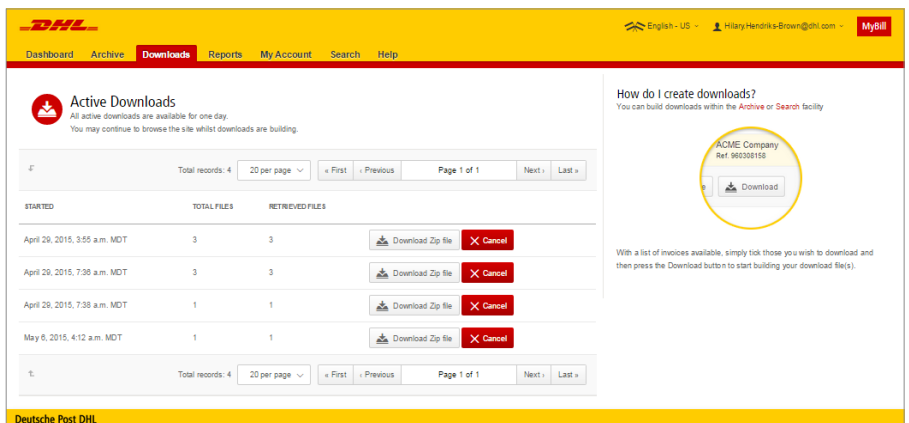 DHL
English - US
Hilary.Hendriks-Brown@dhl.com
MyBill
Dashboard Archive Downloads Reports My Account Search Help
Active Downloads
All active downloads are available for one day.
You may continue to browse the site whilst downloads are building.
Total records: 4 20 per page « First ‹ Previous Page 1 of 1 Next › Last »
STARTED TOTAL FILES RETRIEVED FILES
April 29, 2015, 3:55 a.m. MDT 3 3 Download Zip file Cancel
April 29, 2015, 7:36 a.m. MDT 3 3 Download Zip file Cancel
April 29, 2015, 7:38 a.m. MDT 1 1 Download Zip file Cancel
May 6, 2015, 4:12 a.m. MDT 1 1 Download Zip file Cancel
Total records: 4 20 per page « First ‹ Previous Page 1 of 1 Next › Last »
How do I create downloads?
You can build downloads within the Archive or Search facility
ACME Company
Ref. 960308158
Download
With a list of invoices available, simply tick those you wish to download and
then press the Download button to start building your download file(s).
Deutsche Post DHL